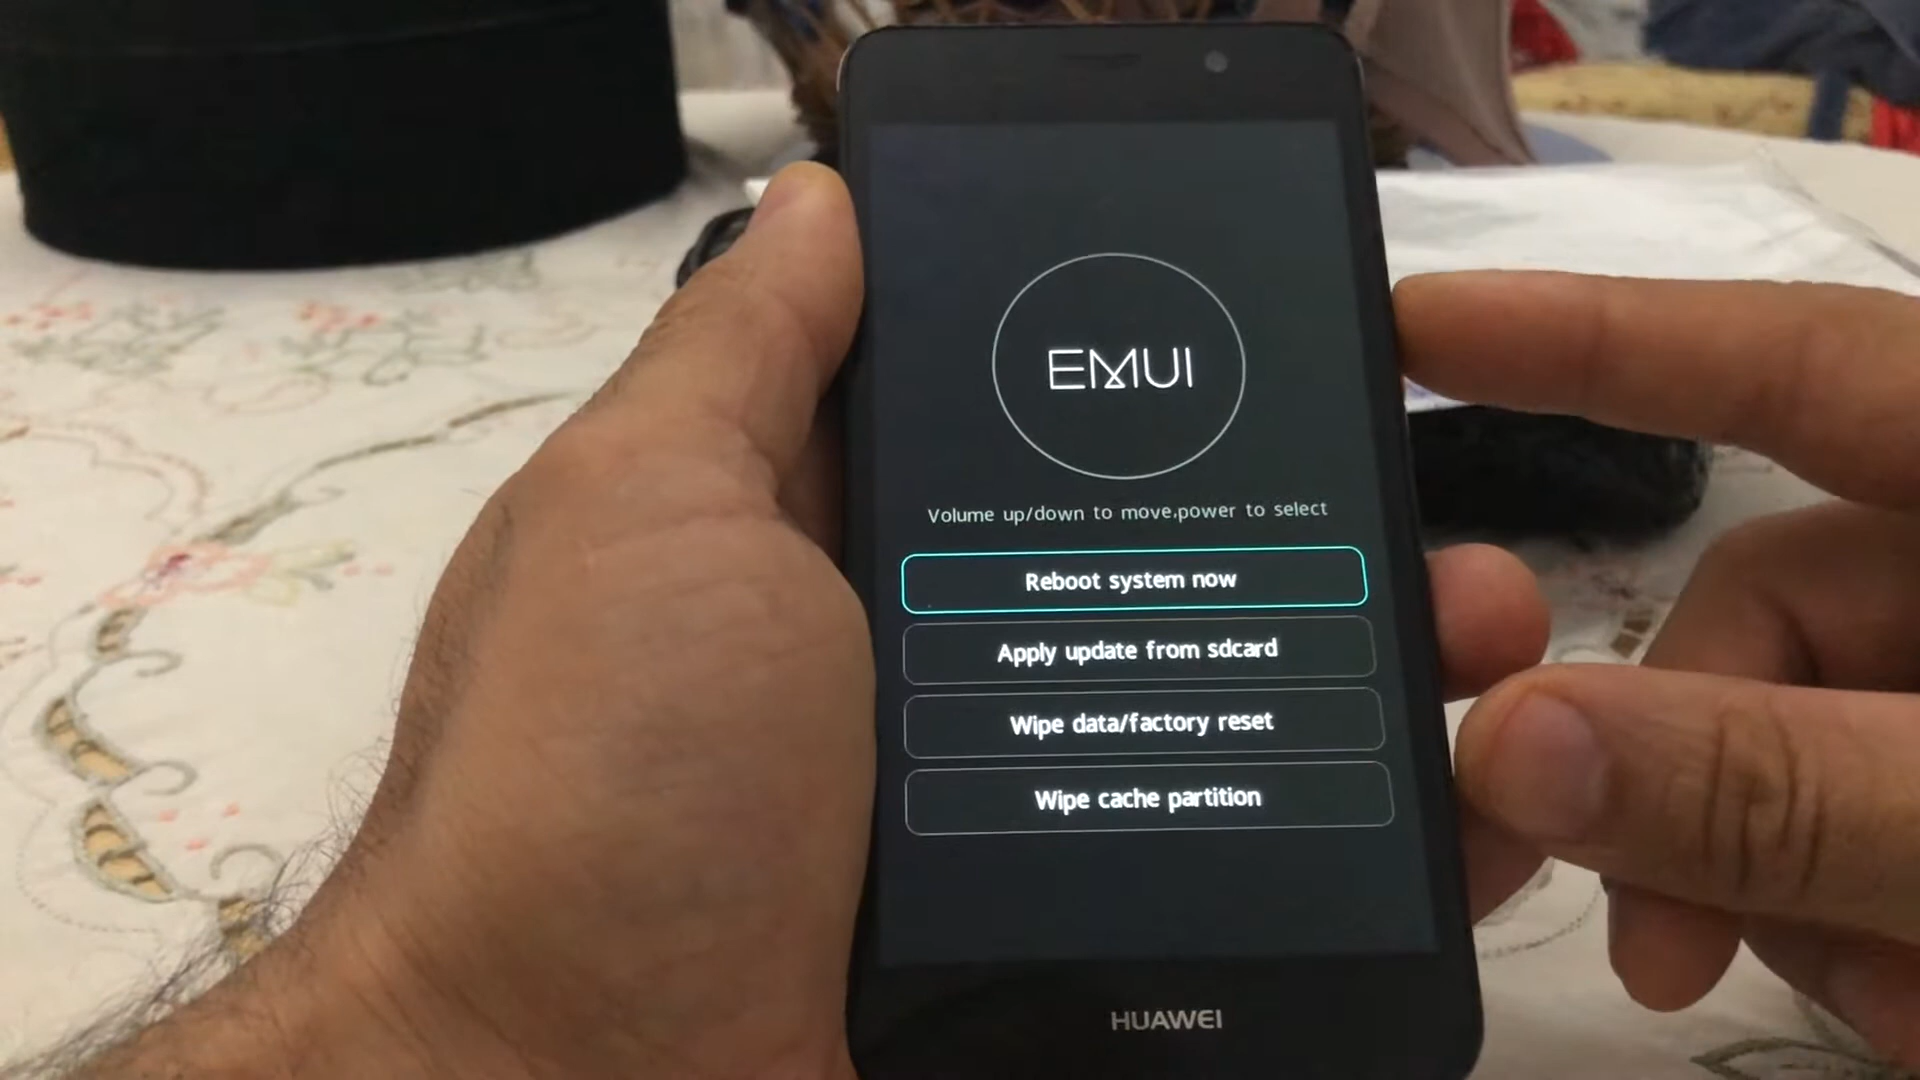 EMUI
Volume up/down to move,power to select
Reboot system now
Apply update from sdcard
Wipe data/factory reset
Wipe cache partition
HUAWEI